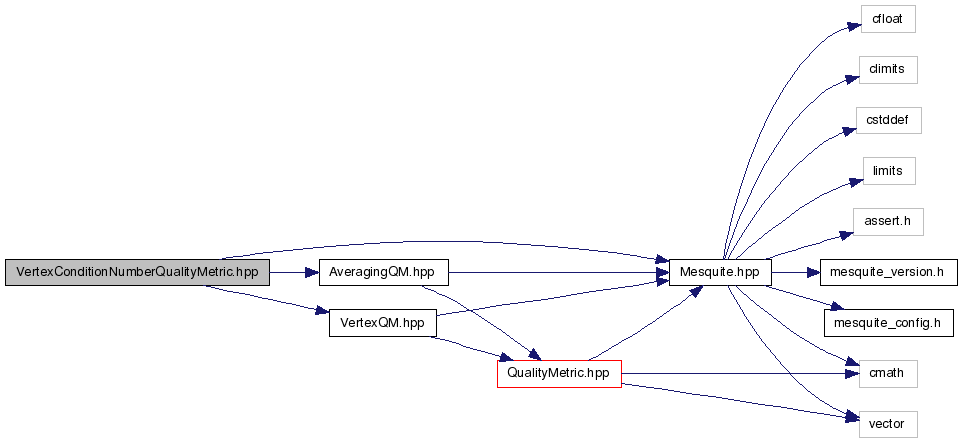 cfloat
climits
cstddef
limits
assert.h
VertexConditionNumberQualityMetric.hpp
AveragingQM.hpp
Mesquite.hpp
mesquite_version.h
VertexQM.hpp
mesquite_config.h
QualityMetric.hpp
cmath
vector